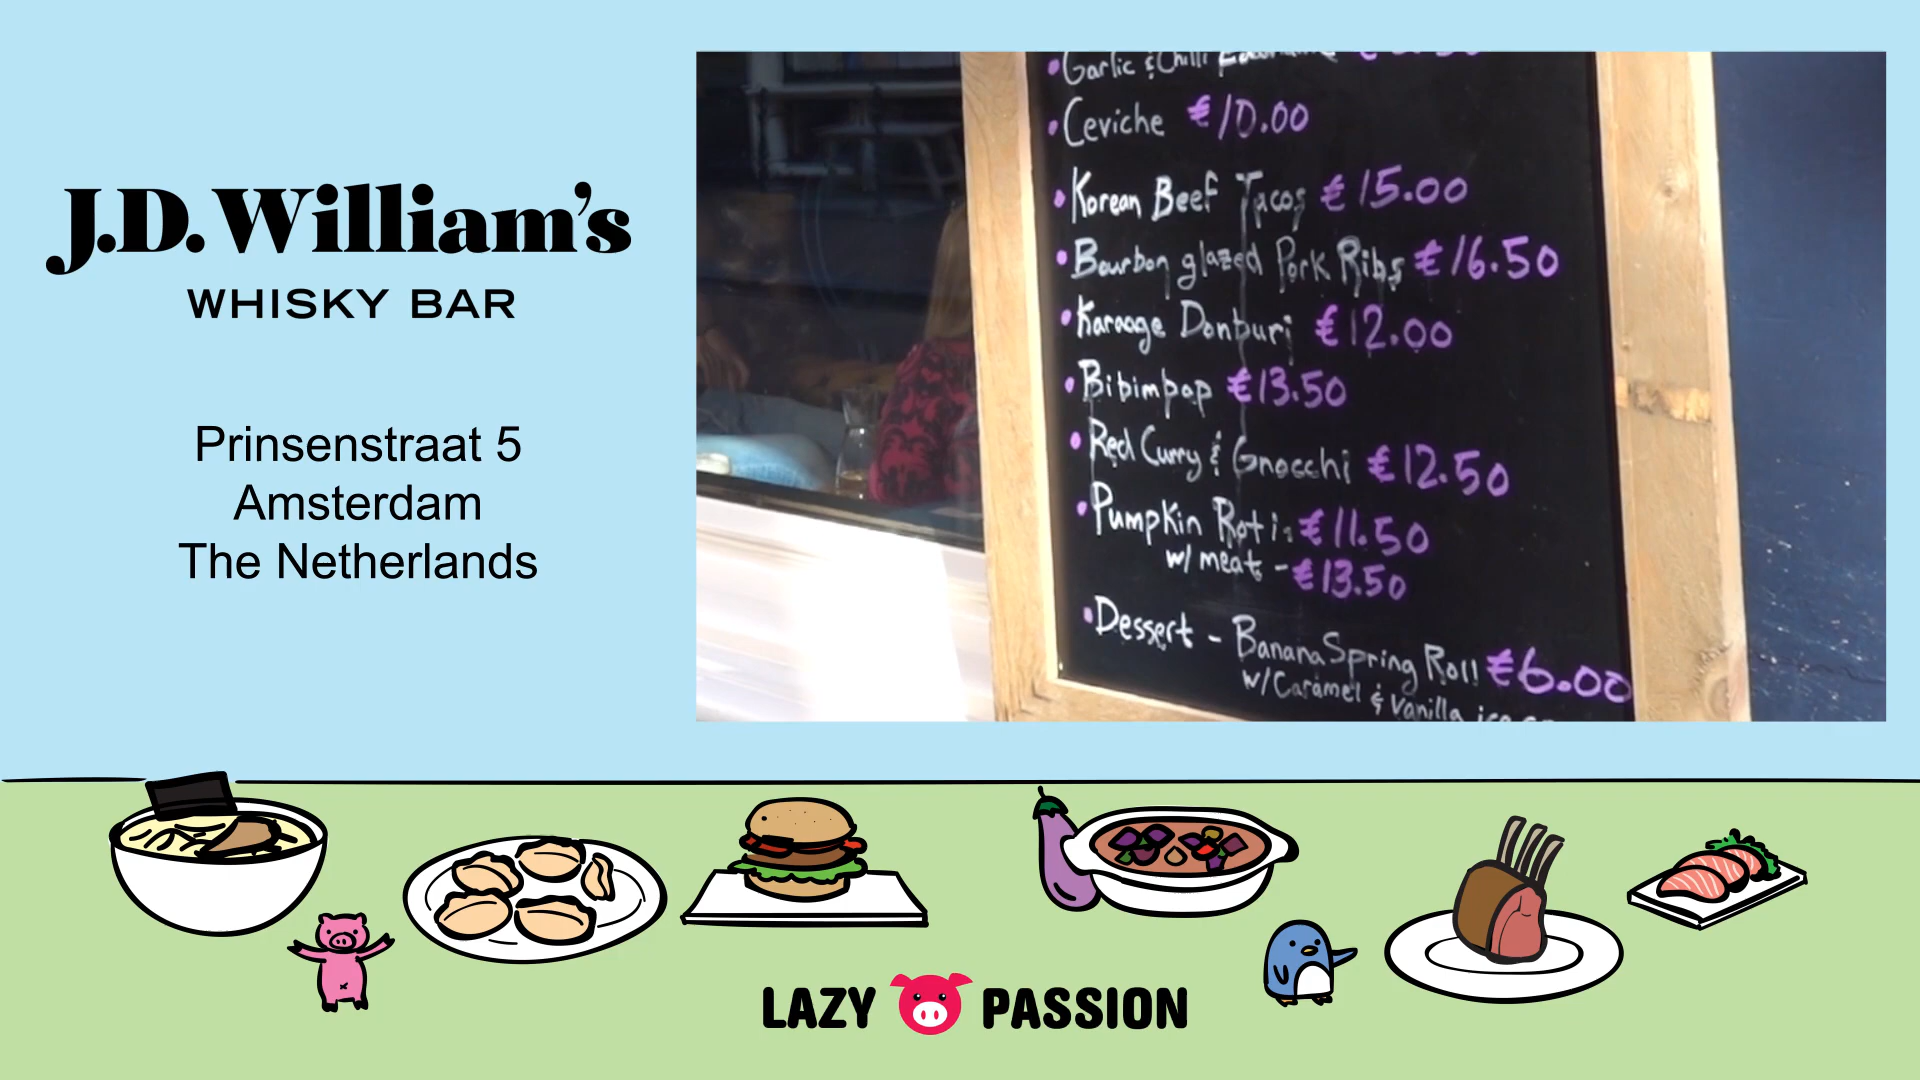 J.D. William's
WHISKY BAR
Prinsenstraat 5
Amsterdam
The Netherlands
• Garlic & Chilli
• Ceviche €10.00
• Korean Beef Tacos €15.00
• Bourbon glazed Pork Ribs €16.50
• Karaage Donburi €12.00
• Bibimbap €13.50
• Red Curry & Gnocchi €12.50
• Pumpkin Roti - €11.50
w/ meat - €13.50
• Dessert - Banana Spring Roll €6.00
w/ Caramel & Vanilla ice
LAZY PASSION